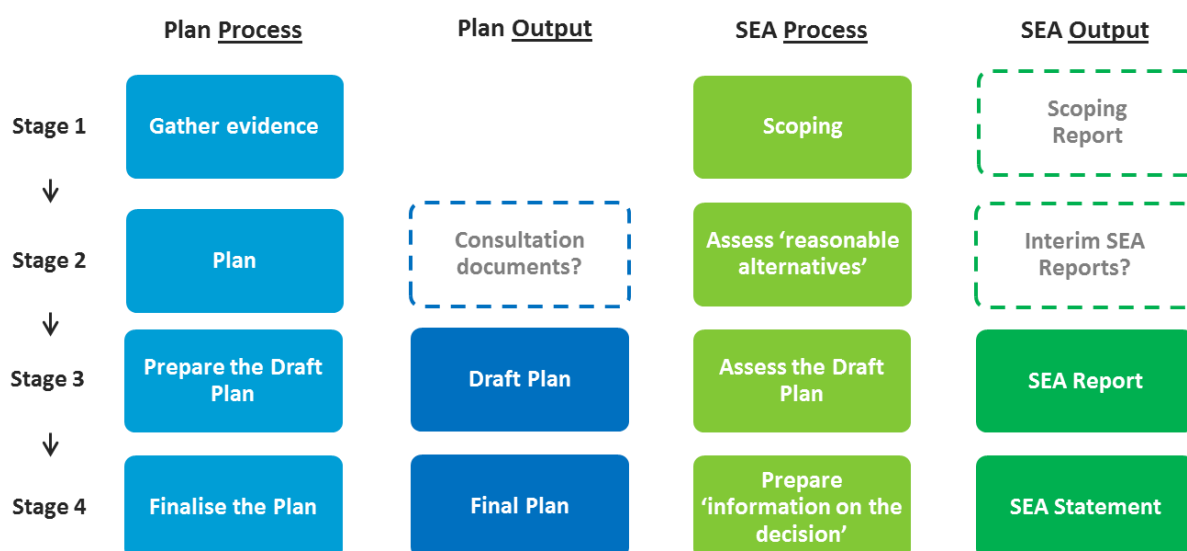 Plan Process
Plan Output
SEA Process
SEA Output
Stage 1
Gather evidence
Scoping
Scoping
Report
Stage 2
Plan
Consultation
documents?
Assess ‘reasonable
alternatives’
Interim SEA
Reports?
Stage 3
Prepare the Draft
Plan
Draft Plan
Assess the Draft
Plan
SEA Report
Stage 4
Finalise the Plan
Final Plan
Prepare
‘information on the
decision’
SEA Statement